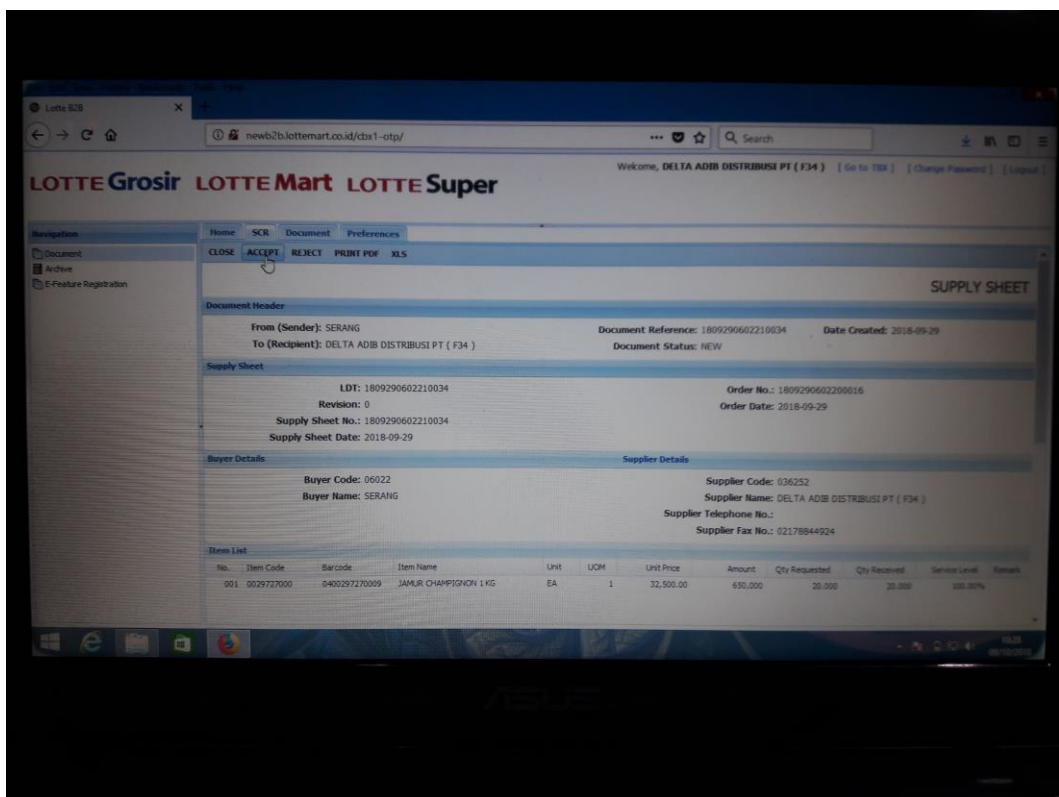 Lotte B2B
newb2b.lottemart.co.id/cbx1-otp/
Search
Welcome, DELTA ADIB DISTRIBUSI PT ( F34 ) [ Go to TBX ] [ Change Password ] [ Logout ]
LOTTE Grosir LOTTE Mart LOTTE Super
Navigation
Home SCR Document Preferences
Document
CLOSE ACCEPT REJECT PRINT PDF XLS
Archive
E-Feature Registration
SUPPLY SHEET
Document Header
From (Sender): SERANG Document Reference: 1809290602210034 Date Created: 2018-09-29
To (Recipient): DELTA ADIB DISTRIBUSI PT ( F34 ) Document Status: NEW
Supply Sheet
LDT: 1809290602210034 Order No.: 1809290602200016
Revision: 0 Order Date: 2018-09-29
Supply Sheet No.: 1809290602210034
Supply Sheet Date: 2018-09-29
Buyer Details Supplier Details
Buyer Code: 06022 Supplier Code: 036252
Buyer Name: SERANG Supplier Name: DELTA ADIB DISTRIBUSI PT ( F34 )
Supplier Telephone No.:
Supplier Fax No.: 02178844924
Item List
No. Item Code Barcode Item Name Unit UOM Unit Price Amount Qty Requested Qty Received Service Level Remark
001 0029727000 0400297270009 JAMUR CHAMPIGNON 1 KG EA 1 32,500.00 650,000 20.000 20.000 100.00%
ASUS